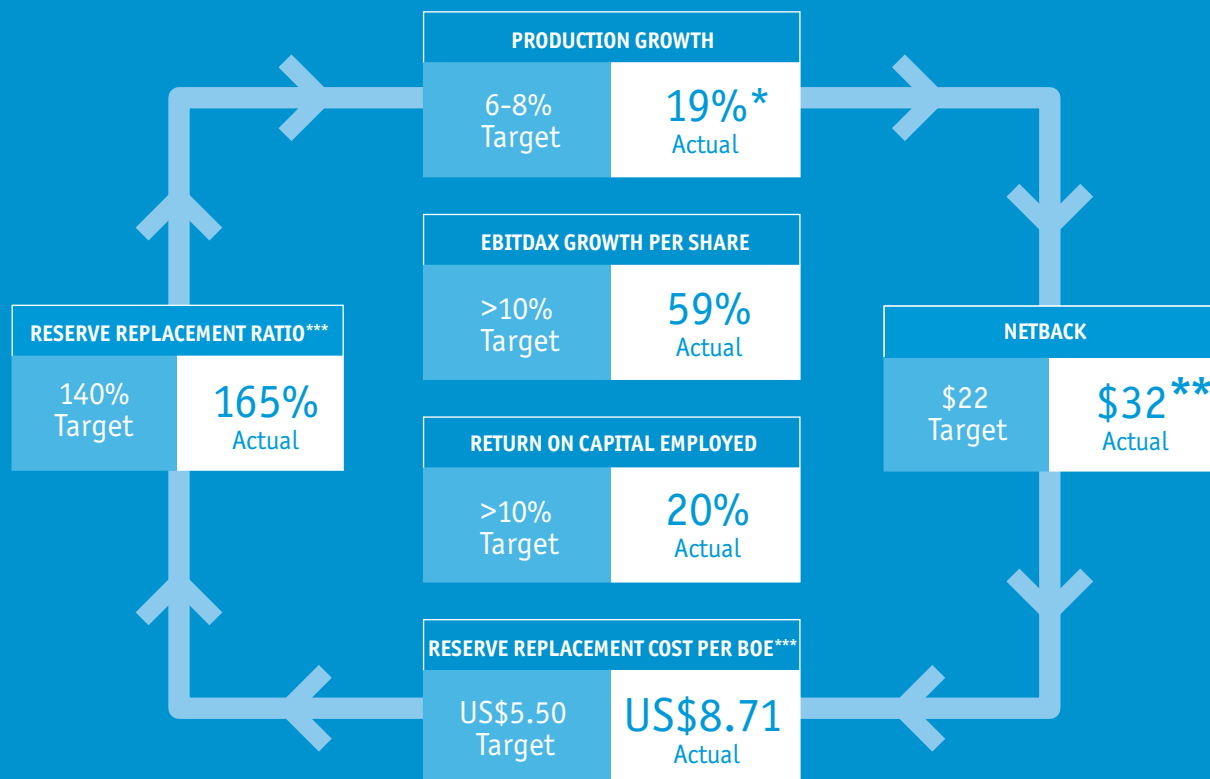 PRODUCTION GROWTH
6-8%
Target
19%*
Actual
EBITDAX GROWTH PER SHARE
>10%
Target
59%
Actual
RESERVE REPLACEMENT RATIO***
140%
Target
165%
Actual
NETBACK
$22
Target
$32**
Actual
RETURN ON CAPITAL EMPLOYED
>10%
Target
20%
Actual
RESERVE REPLACEMENT COST PER BOE***
US$5.50
Target
US$8.71
Actual